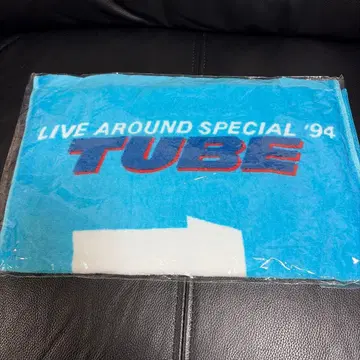 LIVE AROUND SPECIAL '94
TUBE